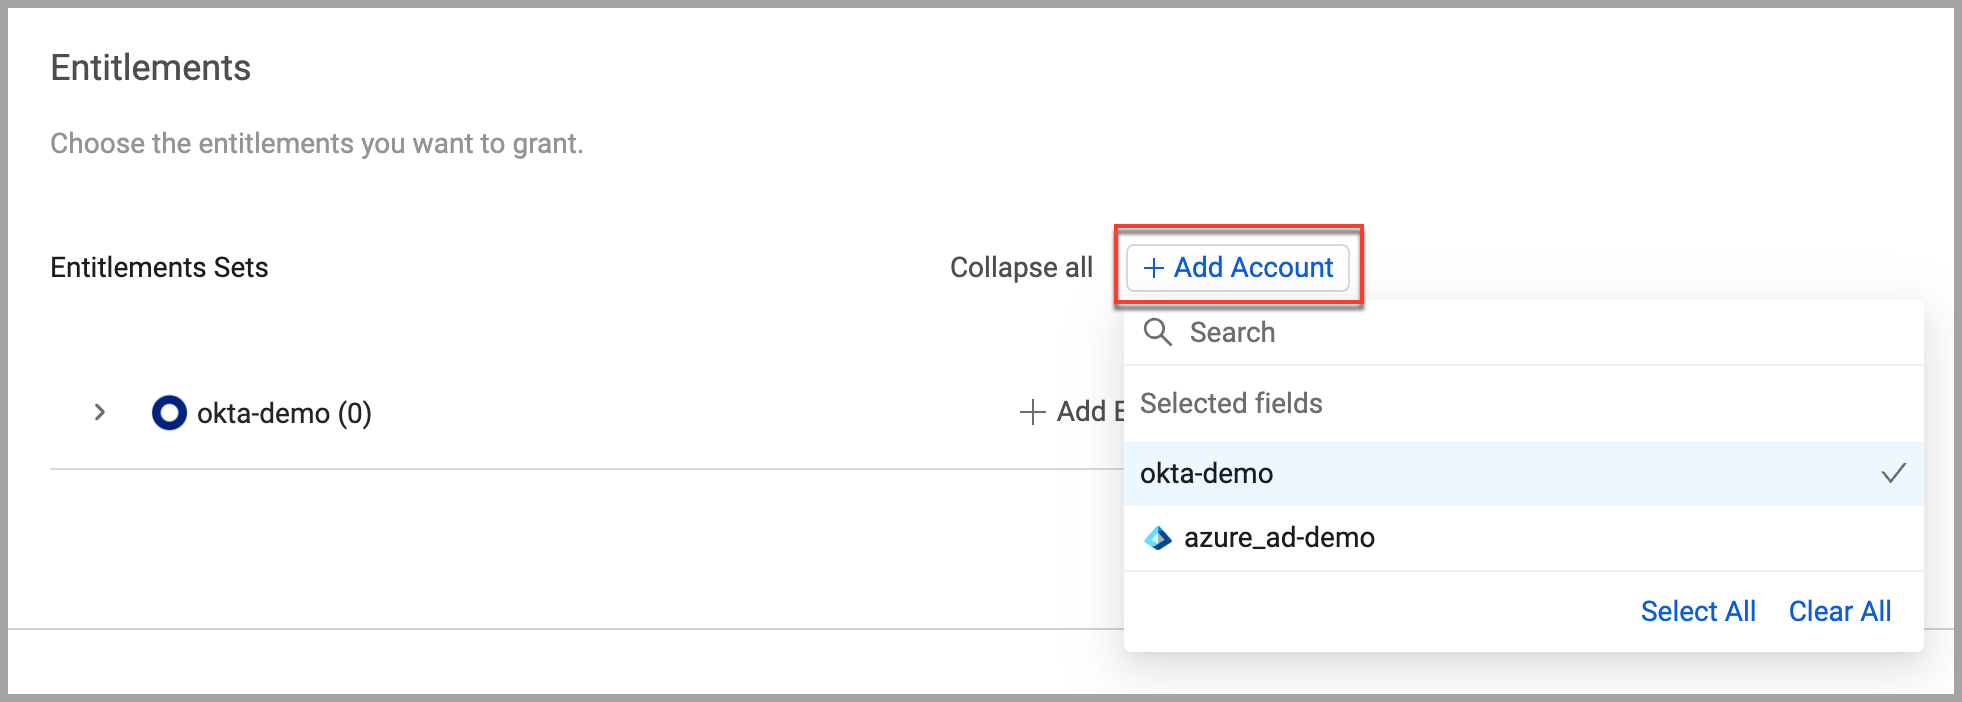 Entitlements
Choose the entitlements you want to grant.
Entitlements Sets
Collapse all
+ Add Account
Search
Selected fields
okta-demo (0)
+ Add
okta-demo
azure_ad-demo
Select All
Clear All